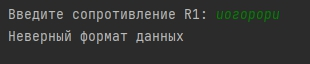 Введите сопротивление R1: иогорори
Неверный формат данных